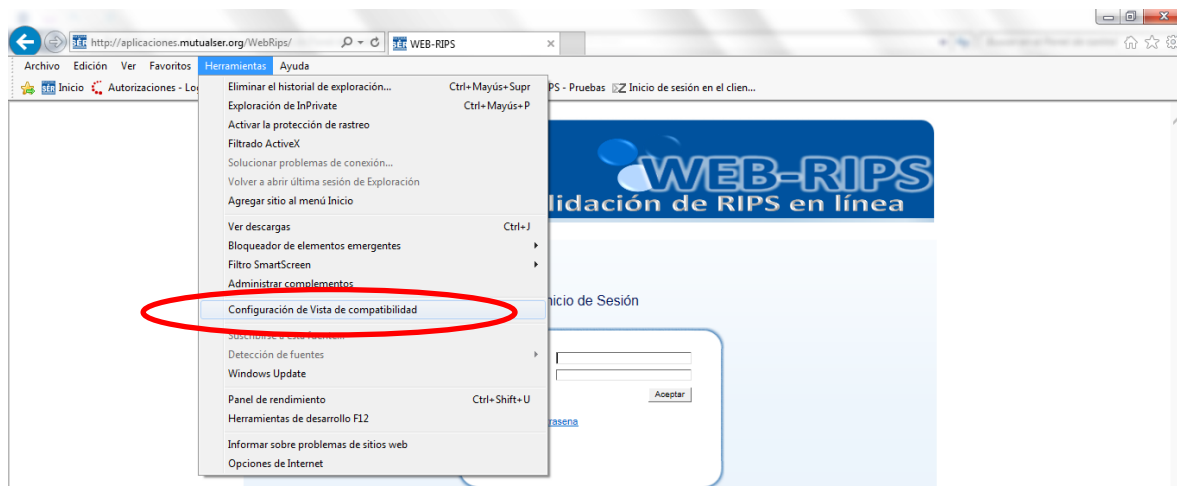 http://aplicaciones.mutualser.org/WebRips/
WEB-RIPS
Archivo Edición Ver Favoritos Herramientas Ayuda
Inicio Autorizaciones - Lo
PS - Pruebas Inicio de sesión en el clien...
Eliminar el historial de exploración... Ctrl+Mayús+Supr
Exploración de InPrivate Ctrl+Mayús+P
Activar la protección de rastreo
Filtrado ActiveX
Solucionar problemas de conexión...
Volver a abrir última sesión de Exploración
Agregar sitio al menú Inicio
Ver descargas Ctrl+J
Bloqueador de elementos emergentes
Filtro SmartScreen
Administrar complementos
Configuración de Vista de compatibilidad
Suscribirse a esta fuente...
Detección de fuentes
Windows Update
Panel de rendimiento Ctrl+Shift+U
Herramientas de desarrollo F12
Informar sobre problemas de sitios web
Opciones de Internet
WEB-RIPS
lidación de RIPS en línea
nicio de Sesión
Aceptar
rasena